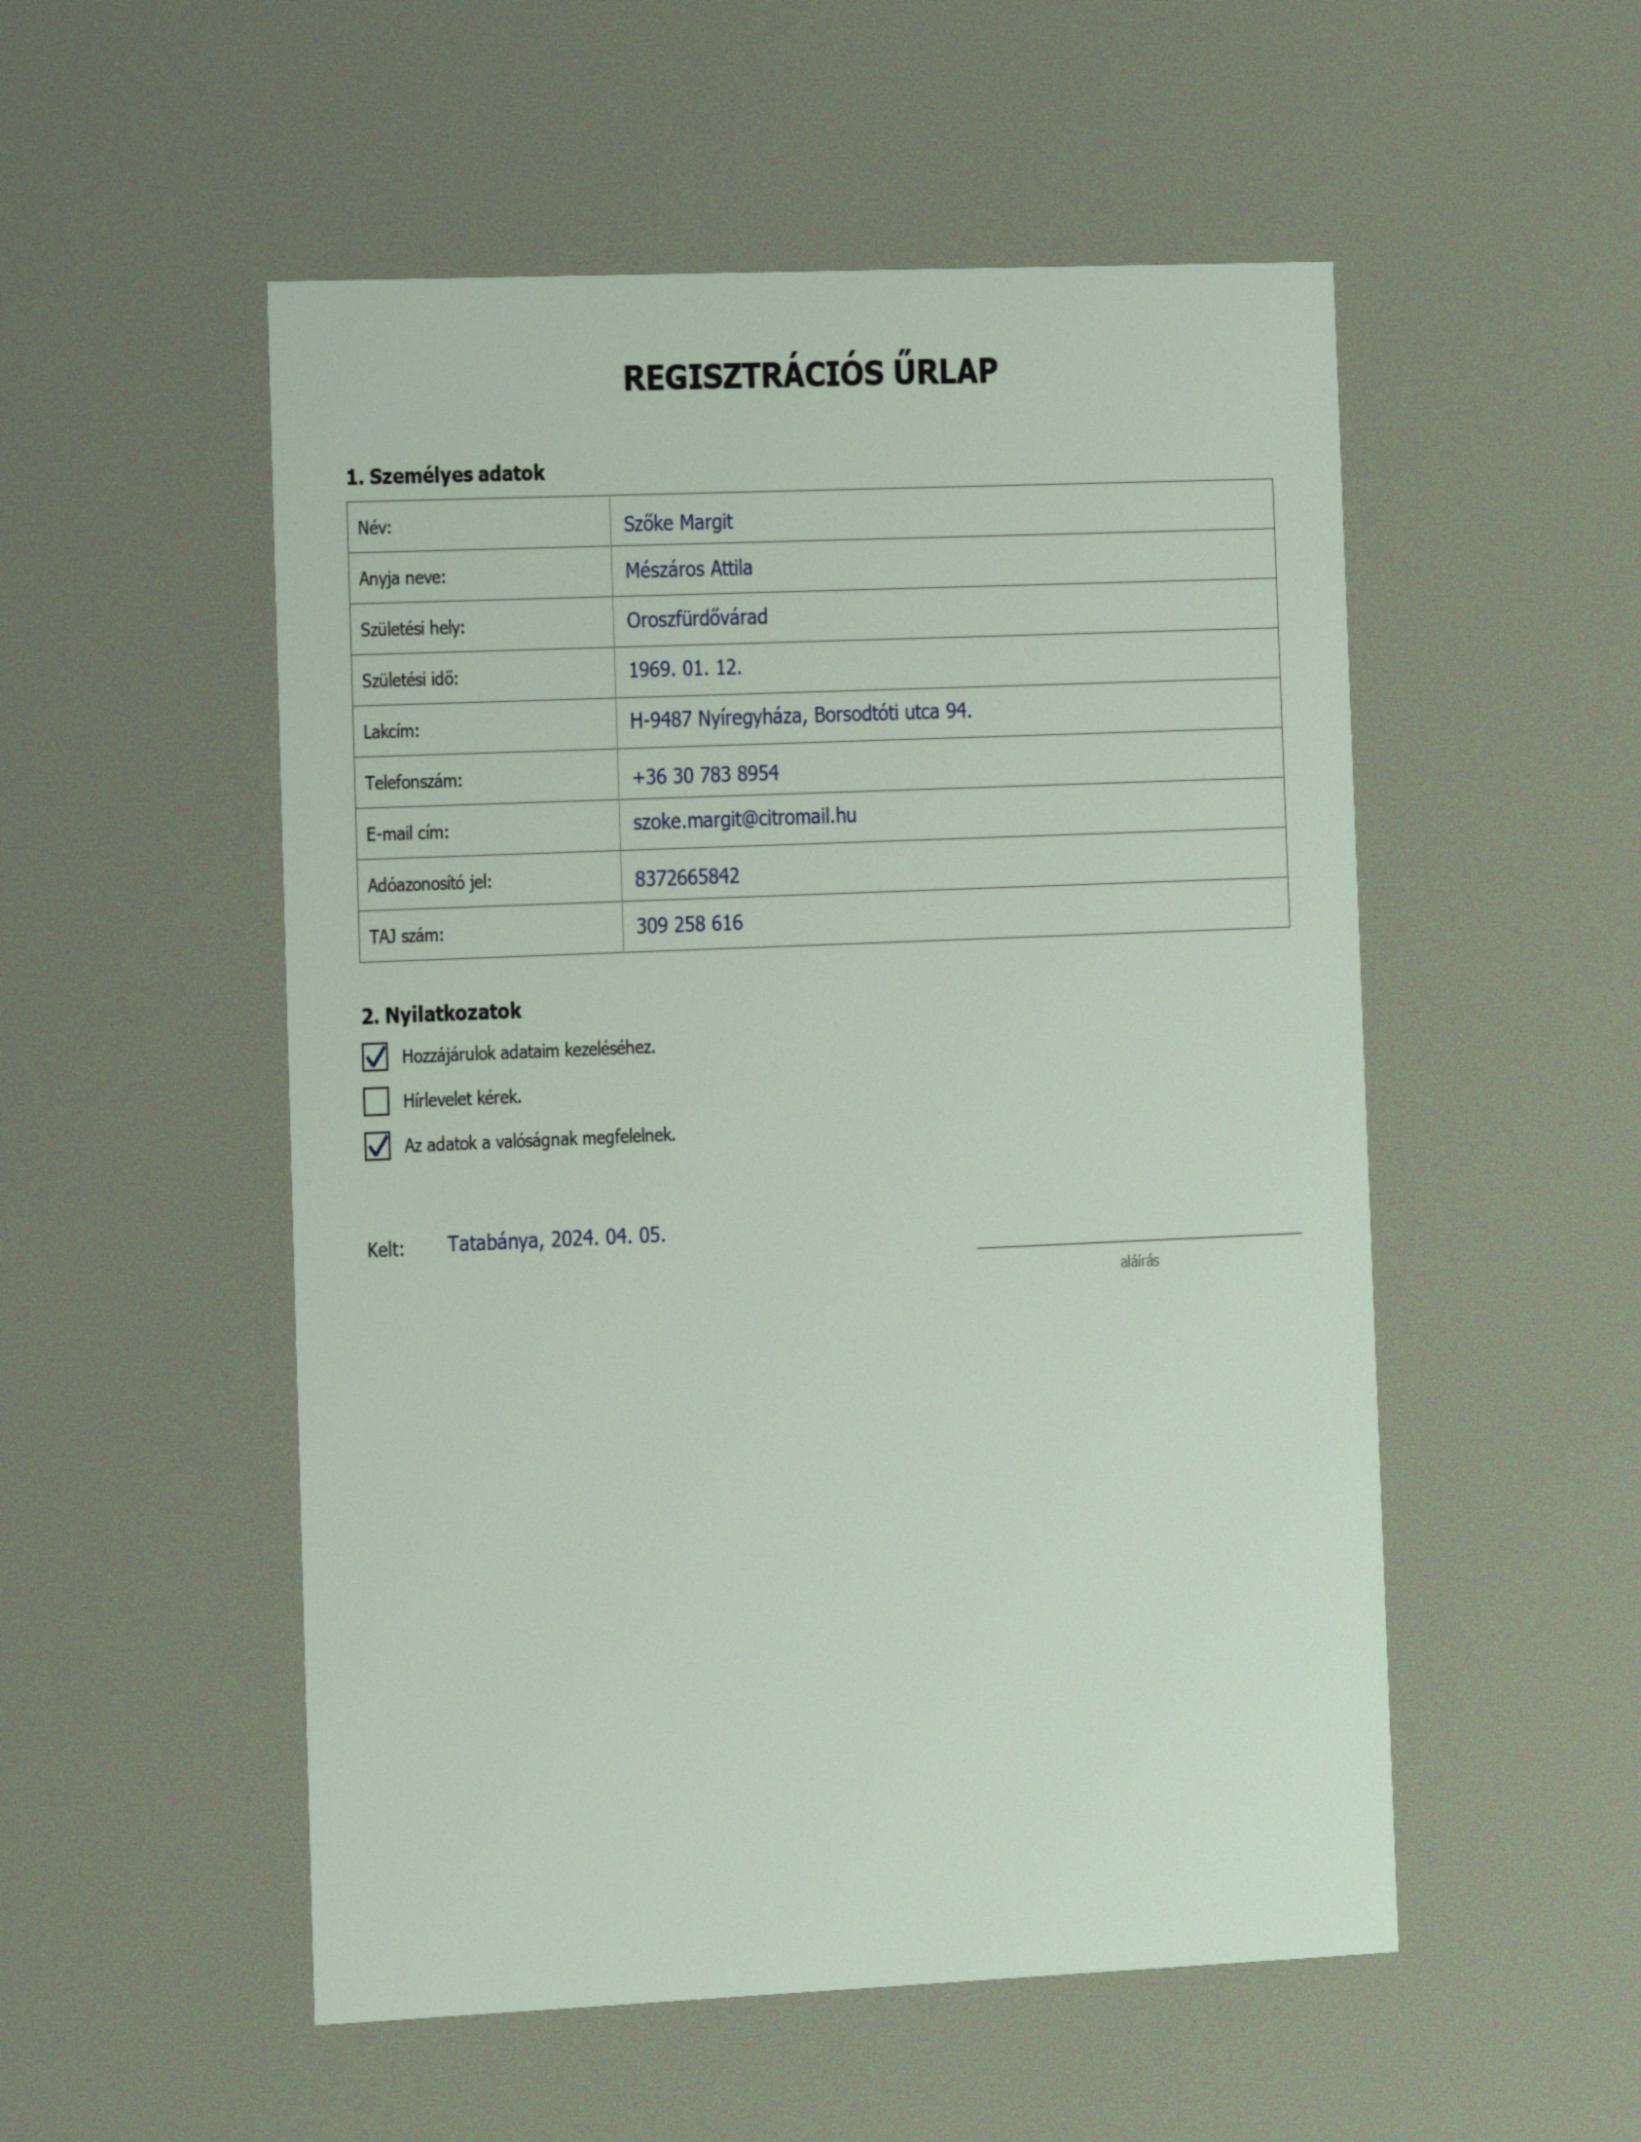 REGISZTRÁCIÓS ŰRLAP
1. Személyes adatok
Név: Szőke Margit
Anyja neve: Mészáros Attila
Születési hely: Oroszfürdővárad
Születési idő: 1969. 01. 12.
Lakcím: H-9487 Nyíregyháza, Borsodtóti utca 94.
Telefonszám: +36 30 783 8954
E-mail cím: szoke.margit@citromail.hu
Adóazonosító jel: 8372665842
TAJ szám: 309 258 616
2. Nyilatkozatok
Hozzájárulok adataim kezeléséhez.
Hírlevelet kérek.
Az adatok a valóságnak megfelelnek.
Kelt: Tatabánya, 2024. 04. 05.
aláírás